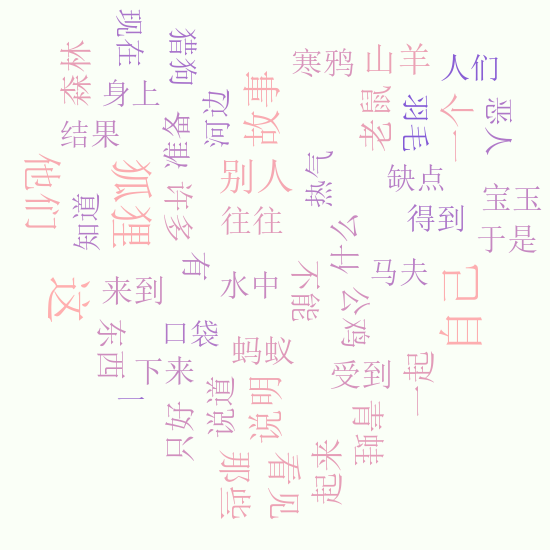 现在
猎狗
森林
身上
结果
准备
河边
故事
寒鸦
山羊
人们
老鼠
羽毛
一个
恶人
他们
知道
狐狸
多许
别人
往往
热气
缺点
得到
宝玉
于是
这
来到
有
水中
不能
什么
公鸡
马夫
自己
东西
口袋
下来
蚂蚁
受到
一起
一
只好
说道
说明
青蛙
那些
看见
起来